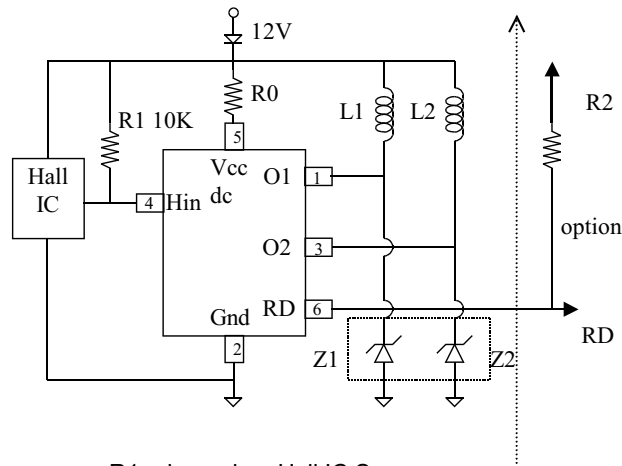 12V
R0
R1 10K
L1
L2
R2
5
Hall
IC
Vcc
dc
O1
1
4
Hin
O2
3
option
RD
6
Gnd
2
Z1
Z2
RD